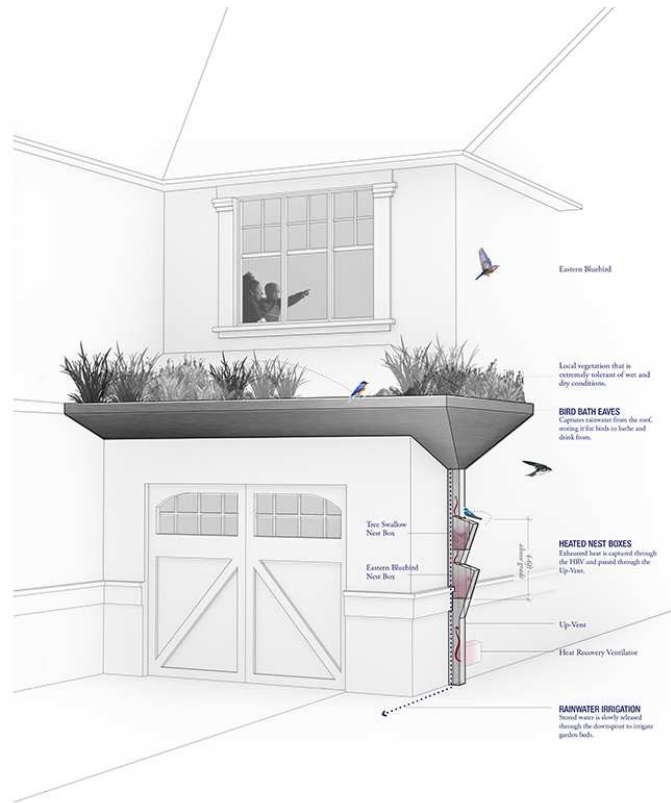 Eastern Bluebird
Local vegetation that is
extremely tolerant of wet and
dry conditions.
BIRD BATH EAVES
Captures rainwater from the roof,
storing it for birds to bathe and
drink from.
Tree Swallow
Nest Box
Eastern Bluebird
Nest Box
above grade
HEATED NEST BOXES
Exhausted heat is captured through
the HRV and passed through the
Up-Vent.
Up-Vent
Heat Recovery Ventilator
RAINWATER IRRIGATION
Stored water is slowly released
through the downspout to irrigate
garden beds.